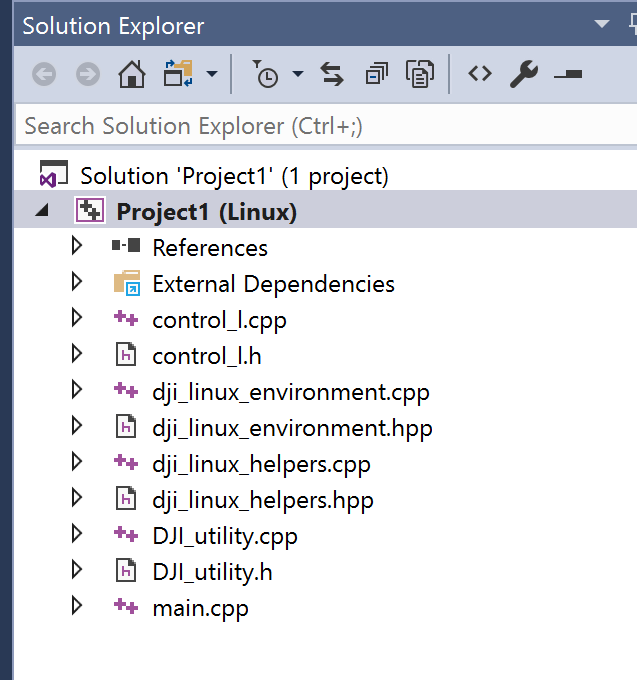 Solution Explorer
Search Solution Explorer (Ctrl+;)
Solution 'Project1' (1 project)
Project1 (Linux)
References
External Dependencies
control_l.cpp
control_l.h
dji_linux_environment.cpp
dji_linux_environment.hpp
dji_linux_helpers.cpp
dji_linux_helpers.hpp
DJI_utility.cpp
DJI_utility.h
main.cpp